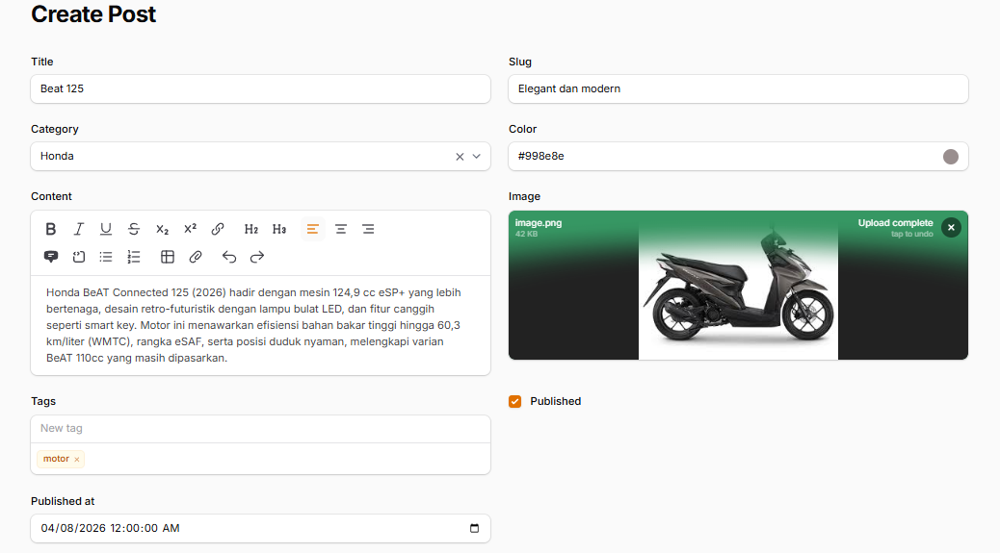 Create Post
Title
Slug
Beat 125
Elegant dan modern
Category
Color
Honda
#998e8e
Content
Image
B I U S x₂ x² H2 H3
image.png
42 KB
Upload complete
tap to undo
Honda BeAT Connected 125 (2026) hadir dengan mesin 124,9 cc eSP+ yang lebih
bertenaga, desain retro-futuristik dengan lampu bulat LED, dan fitur canggih
seperti smart key. Motor ini menawarkan efisiensi bahan bakar tinggi hingga 60,3
km/liter (WMTC), rangka eSAF, serta posisi duduk nyaman, melengkapi varian
BeAT 110cc yang masih dipasarkan.
Tags
Published
New tag
motor ×
Published at
04/08/2026 12:00:00 AM